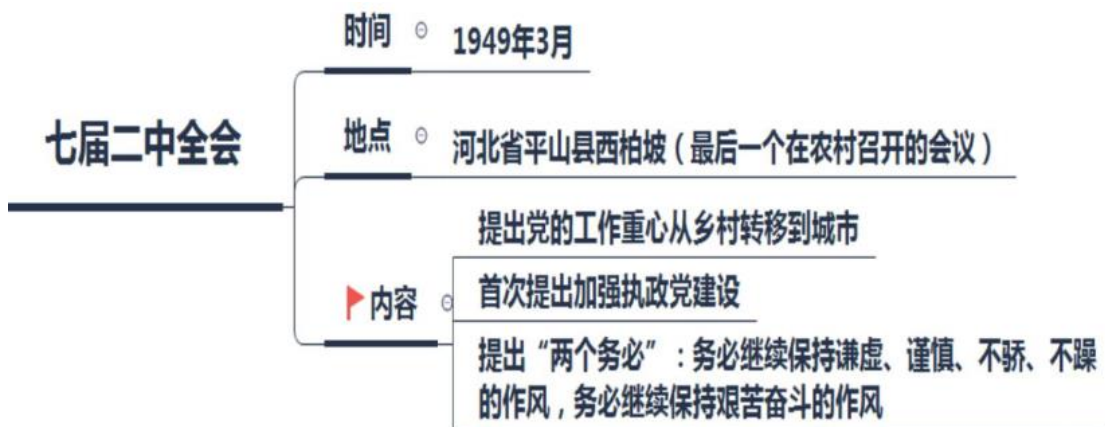 时间
1949年3月
七届二中全会
地点
河北省平山县西柏坡（最后一个在农村召开的会议）
提出党的工作重心从乡村转移到城市
内容
首次提出加强执政党建设
提出“两个务必”：务必继续保持谦虚、谨慎、不骄、不躁
的作风，务必继续保持艰苦奋斗的作风